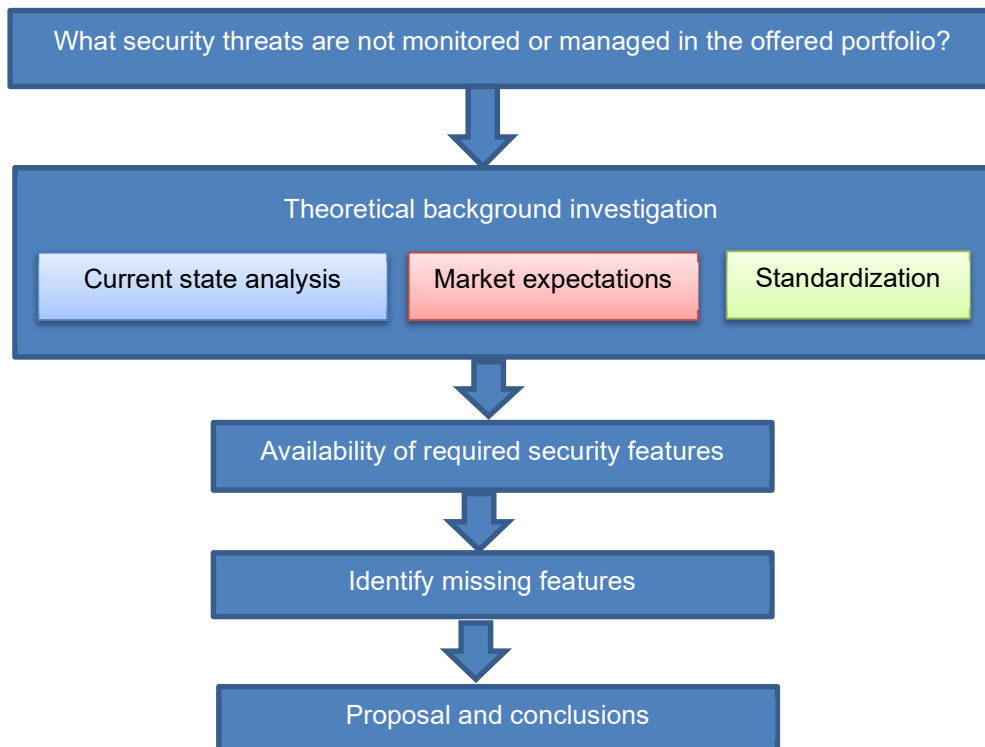 What security threats are not monitored or managed in the offered portfolio?
Theoretical background investigation
Current state analysis
Market expectations
Standardization
Availability of required security features
Identify missing features
Proposal and conclusions